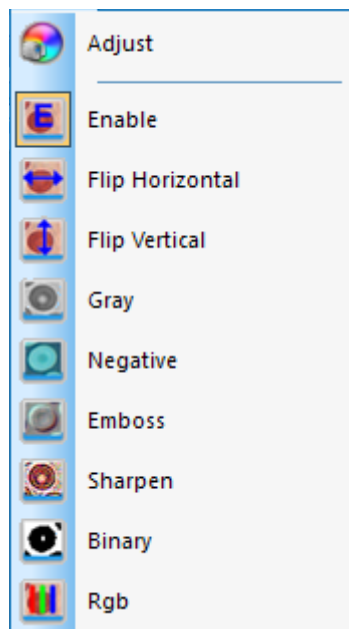 Adjust
E Enable
Flip Horizontal
Flip Vertical
Gray
Negative
Emboss
Sharpen
Binary
Rgb